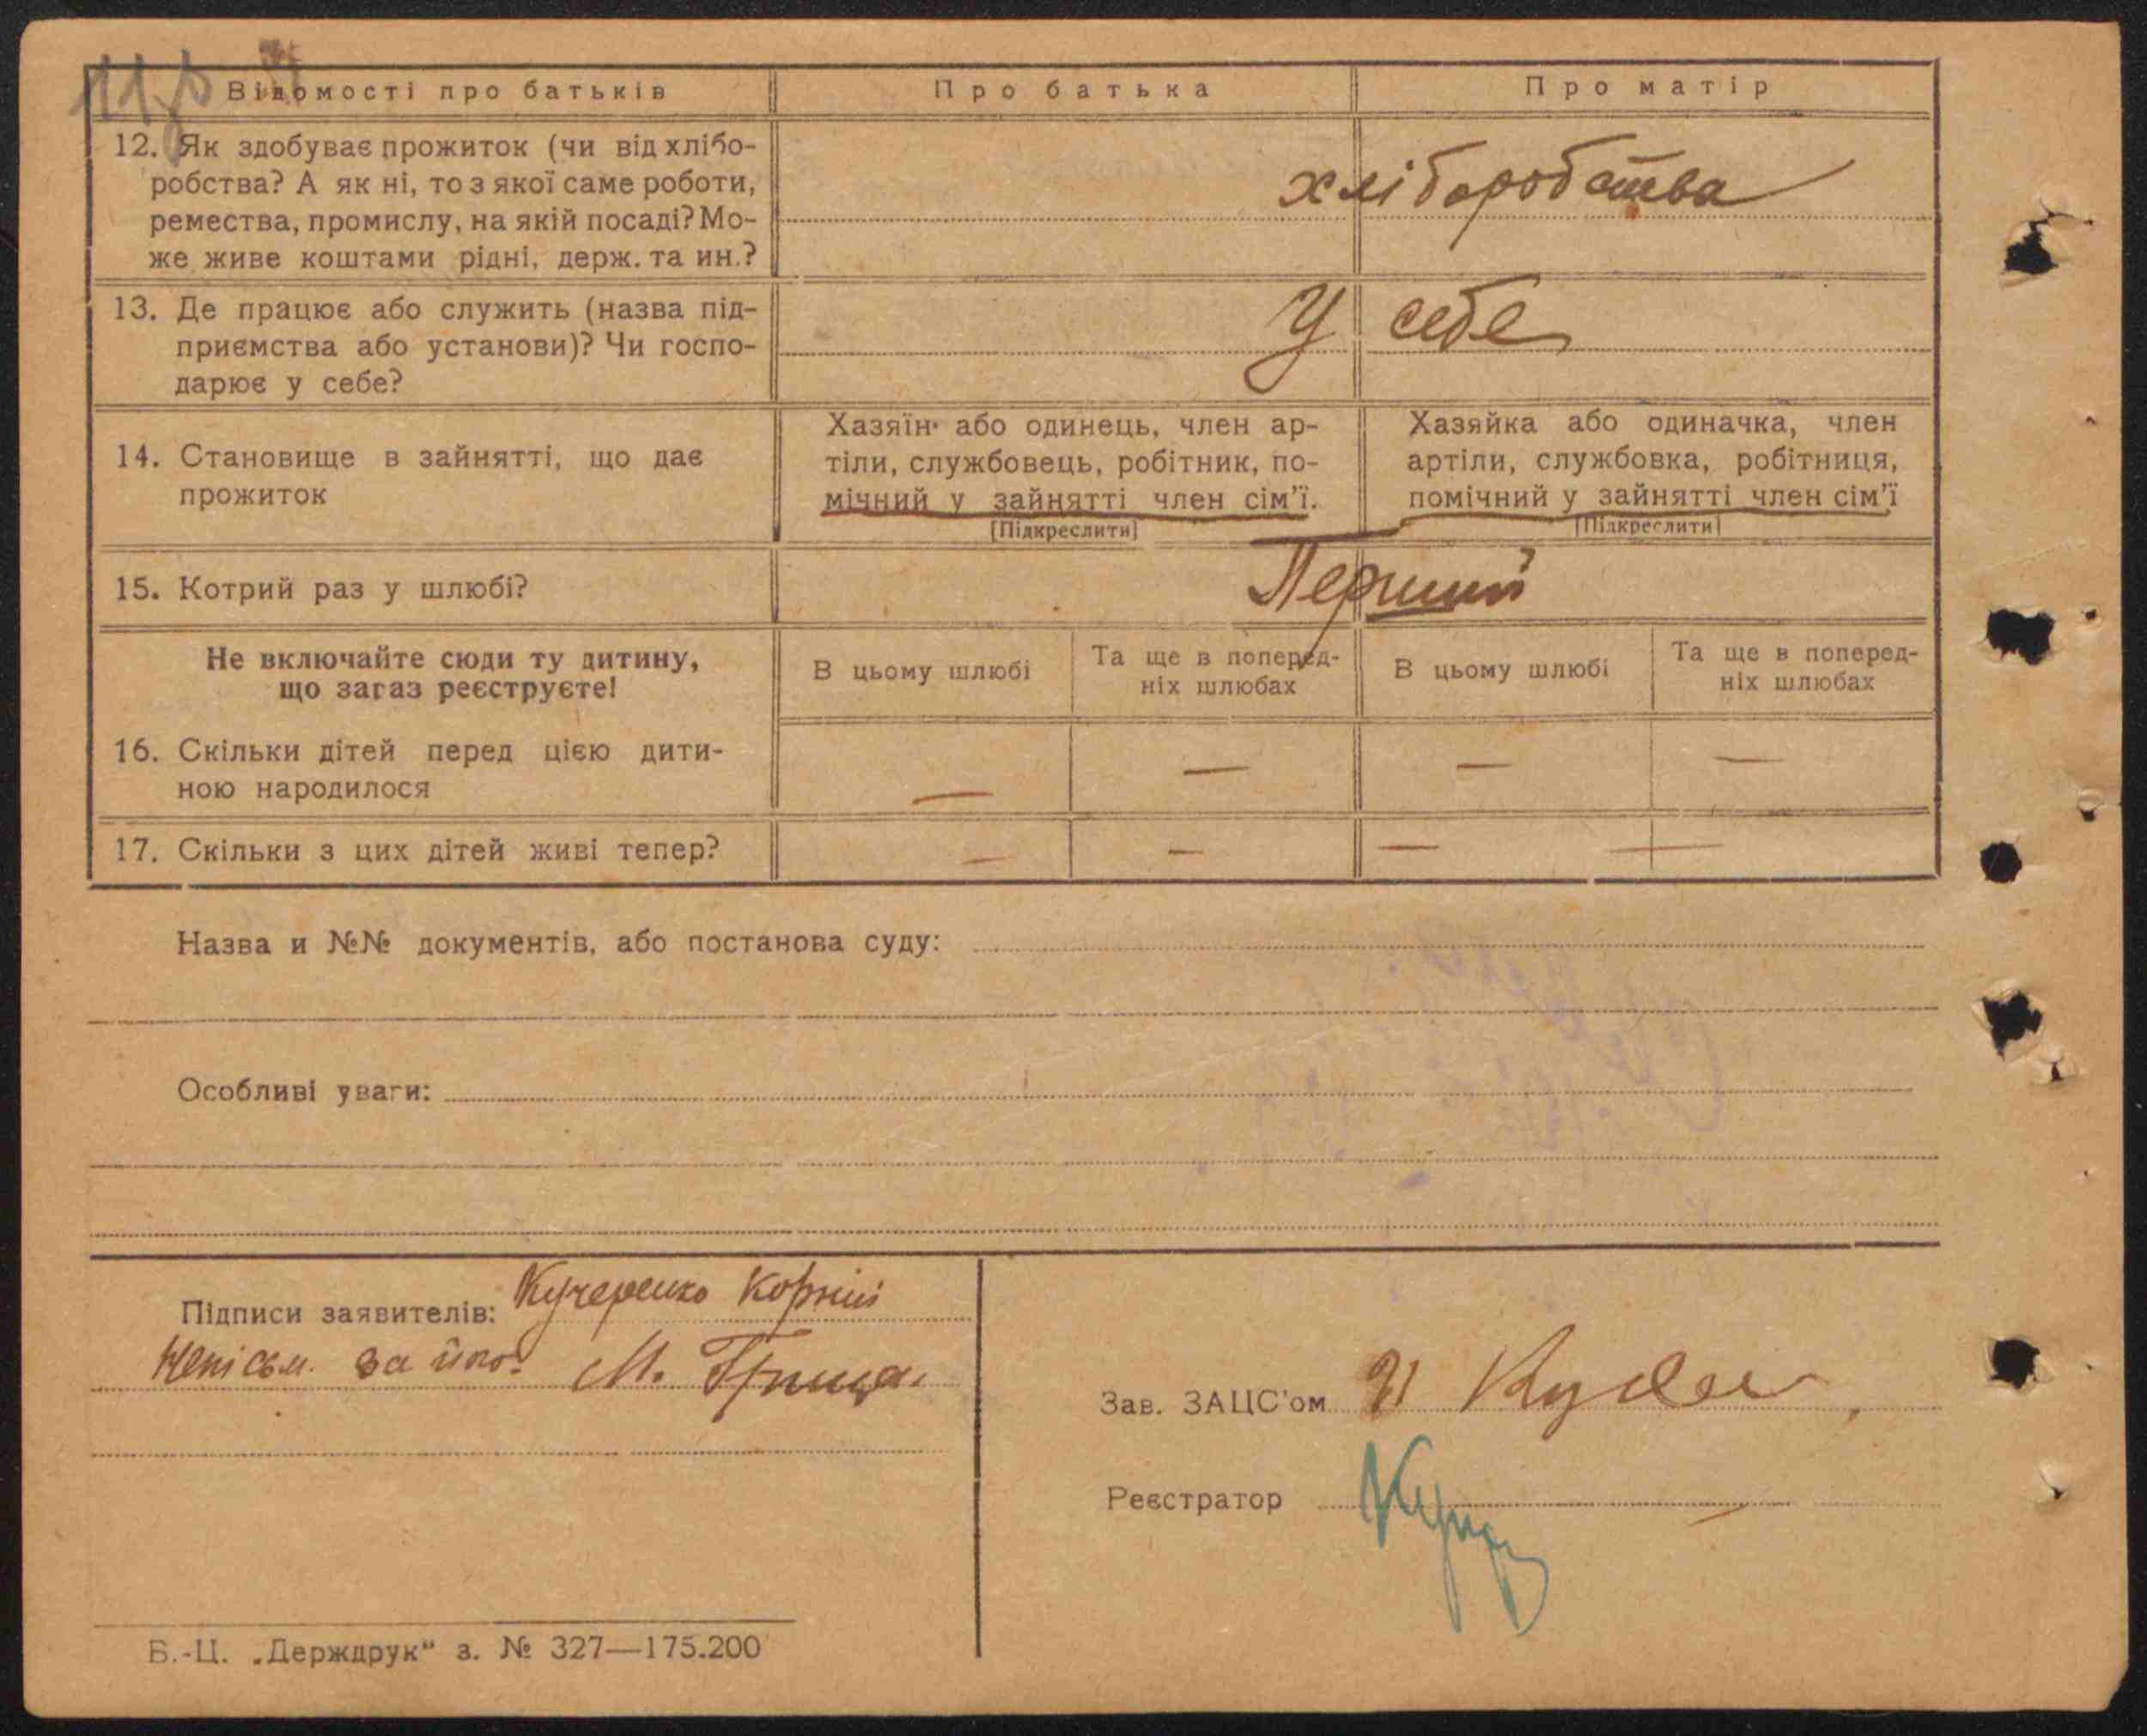 Відомості про батьків
Про батька
Про матір
12. Як здобуває прожиток (чи від хлібо-
робства? А як ні, то з якої саме роботи,
ремества, промислу, на якій посаді? Мо-
же живе коштами рідні, держ. та ин.?
хліборобства
13. Де працює або служить (назва під-
приємства або установи)? Чи госпо-
дарює у себе?
У себе
14. Становище в зайнятті, що дає
прожиток
Хазяїн або одинець, член ар-
тіли, службовець, робітник, по-
мічний у зайнятті член сім'ї.
[Підкреслити]
Хазяйка або одиначка, член
артіли, службовка, робітниця,
помічний у зайнятті член сім'ї
[Підкреслити]
15. Котрий раз у шлюбі?
Перший
Не включайте сюди ту дитину,
що зараз реєструєте!
В цьому шлюбі
Та ще в поперед-
ніх шлюбах
В цьому шлюбі
Та ще в поперед-
ніх шлюбах
16. Скільки дітей перед цією дити-
ною народилося
— — — —
17. Скільки з цих дітей живі тепер?
— — — —
Назва и №№ документів, або постанова суду:
Особливі уваги:
Підписи заявителів: Кучеренко Корній
Непісьм. за його М. Грица
Зав. ЗАЦС'ом
Реєстратор
Б.-Ц. „Держдрук" з. № 327—175.200